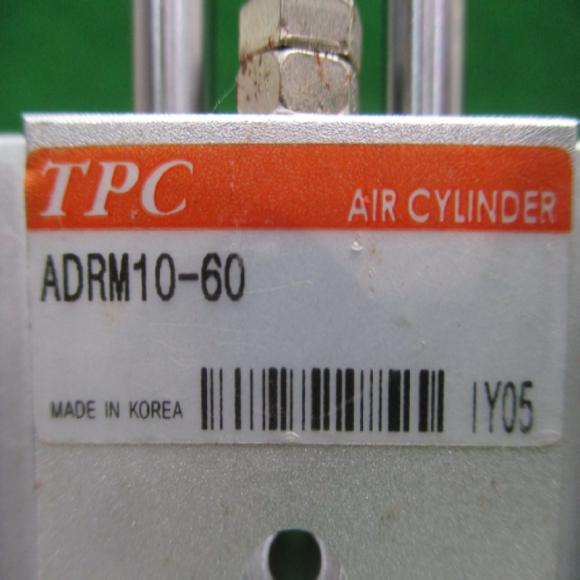 TPC AIR CYLINDER
ADRM10-60
MADE IN KOREA IY05